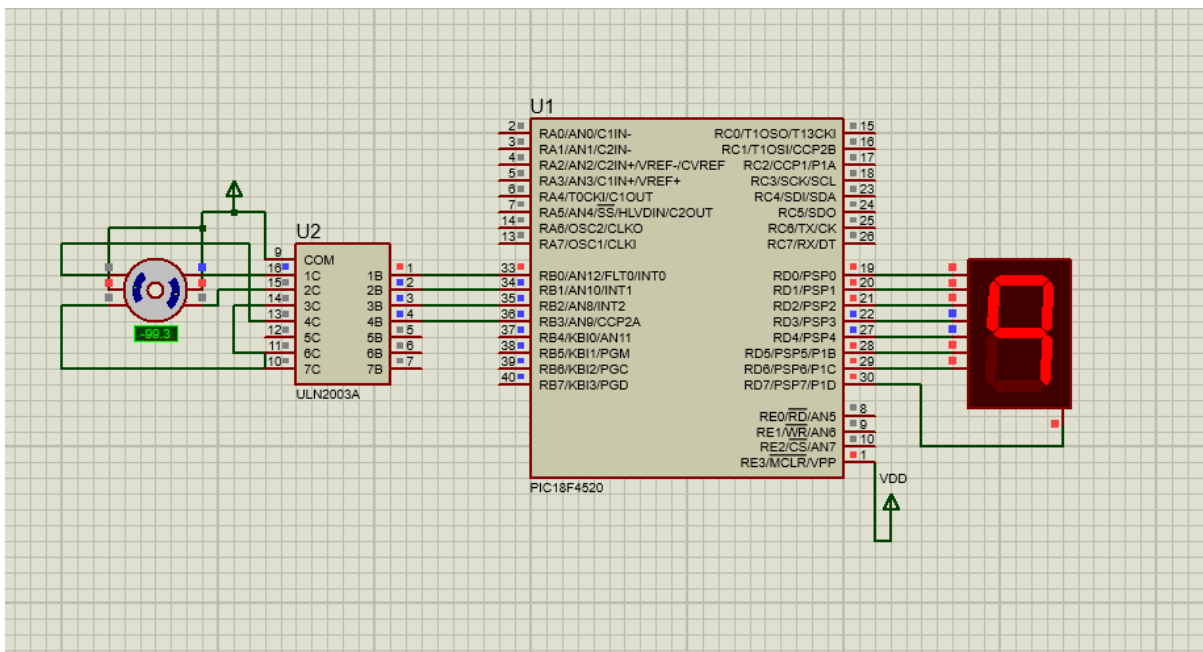 U1
2 RA0/AN0/C1IN- RC0/T1OSO/T13CKI 15
3 RA1/AN1/C2IN- RC1/T1OSI/CCP2B 16
4 RA2/AN2/C2IN+/VREF-/CVREF RC2/CCP1/P1A 17
5 RA3/AN3/C1IN+/VREF+ RC3/SCK/SCL 18
6 RA4/T0CKI/C1OUT RC4/SDI/SDA 23
7 RA5/AN4/SS/HLVDIN/C2OUT RC5/SDO 24
14 RA6/OSC2/CLKO RC6/TX/CK 25
13 RA7/OSC1/CLKI RC7/RX/DT 26
33 RB0/AN12/FLT0/INT0 RD0/PSP0 19
34 RB1/AN10/INT1 RD1/PSP1 20
35 RB2/AN8/INT2 RD2/PSP2 21
36 RB3/AN9/CCP2A RD3/PSP3 22
37 RB4/KBI0/AN11 RD4/PSP4 27
38 RB5/KBI1/PGM RD5/PSP5/P1B 28
39 RB6/KBI2/PGC RD6/PSP6/P1C 29
40 RB7/KBI3/PGD RD7/PSP7/P1D 30
RE0/RD/AN5 8
RE1/WR/AN6 9
RE2/CS/AN7 10
RE3/MCLR/VPP 1
PIC18F4520
U2
9 COM
16 1C 1B 1
15 2C 2B 2
14 3C 3B 3
13 4C 4B 4
12 5C 5B 5
11 6C 6B 6
10 7C 7B 7
ULN2003A
-99.3
VDD
9